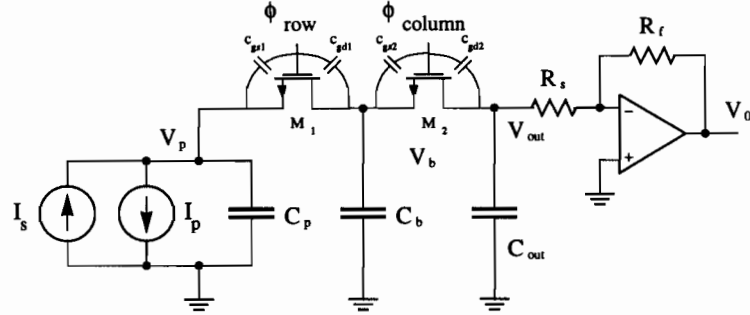 ϕ row
ϕ column
c gs1
c gd1
c gs2
c gd2
R f
R s
M 1
M 2
V p
V b
V out
V 0
−
+
I s
I p
C p
C b
C out